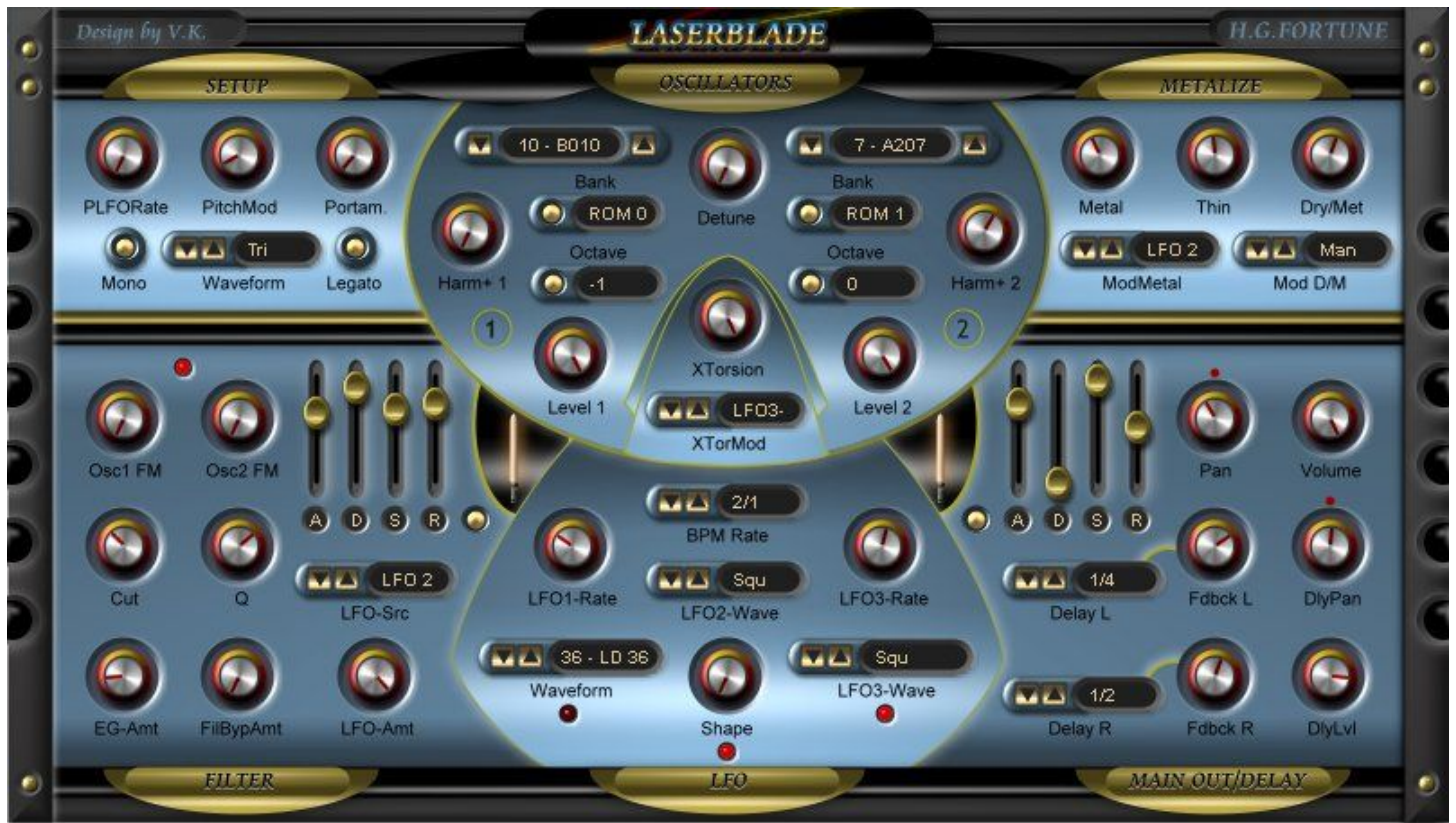 Design by V.K.
LASERBLADE
H.G.FORTUNE
SETUP
OSCILLATORS
METALIZE
PLFORate
PitchMod
Portam.
Mono
Tri
Waveform
Legato
10 - B010
Bank
ROM 0
Octave
-1
Harm+ 1
1
Level 1
Detune
XTorsion
LFO3-
XTorMod
7 - A207
Bank
ROM 1
Octave
0
Harm+ 2
2
Level 2
Metal
Thin
Dry/Met
LFO 2
ModMetal
Man
Mod D/M
Osc1 FM
Osc2 FM
A D S R
Cut
Q
LFO 2
LFO-Src
EG-Amt
FilBypAmt
LFO-Amt
2/1
BPM Rate
LFO1-Rate
Squ
LFO2-Wave
LFO3-Rate
36 - LD 36
Waveform
Shape
Squ
LFO3-Wave
A D S R
Pan
Volume
1/4
Delay L
Fdbck L
DlyPan
1/2
Delay R
Fdbck R
DlyLvl
FILTER
LFO
MAIN OUT/DELAY